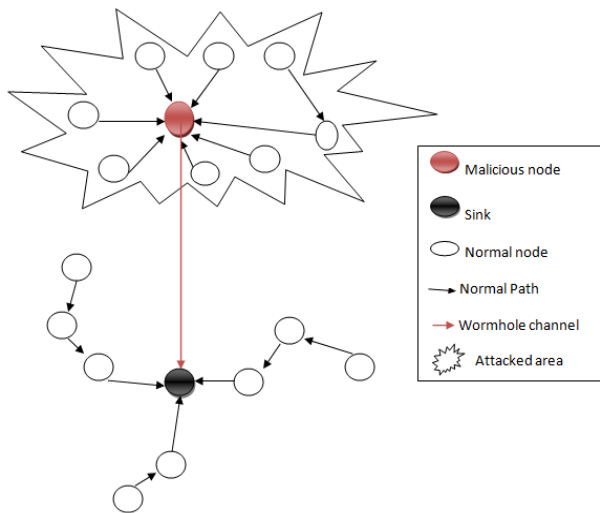 Malicious node
Sink
Normal node
Normal Path
Wormhole channel
Attacked area